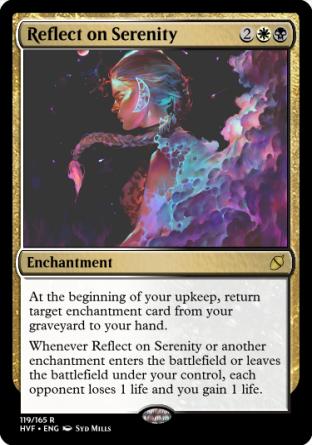 Reflect on Serenity 2
Enchantment
At the beginning of your upkeep, return
target enchantment card from your
graveyard to your hand.
Whenever Reflect on Serenity or another
enchantment enters the battlefield or leaves
the battlefield under your control, each
opponent loses 1 life and you gain 1 life.
119/165 R
HVF • ENG Syd Mills